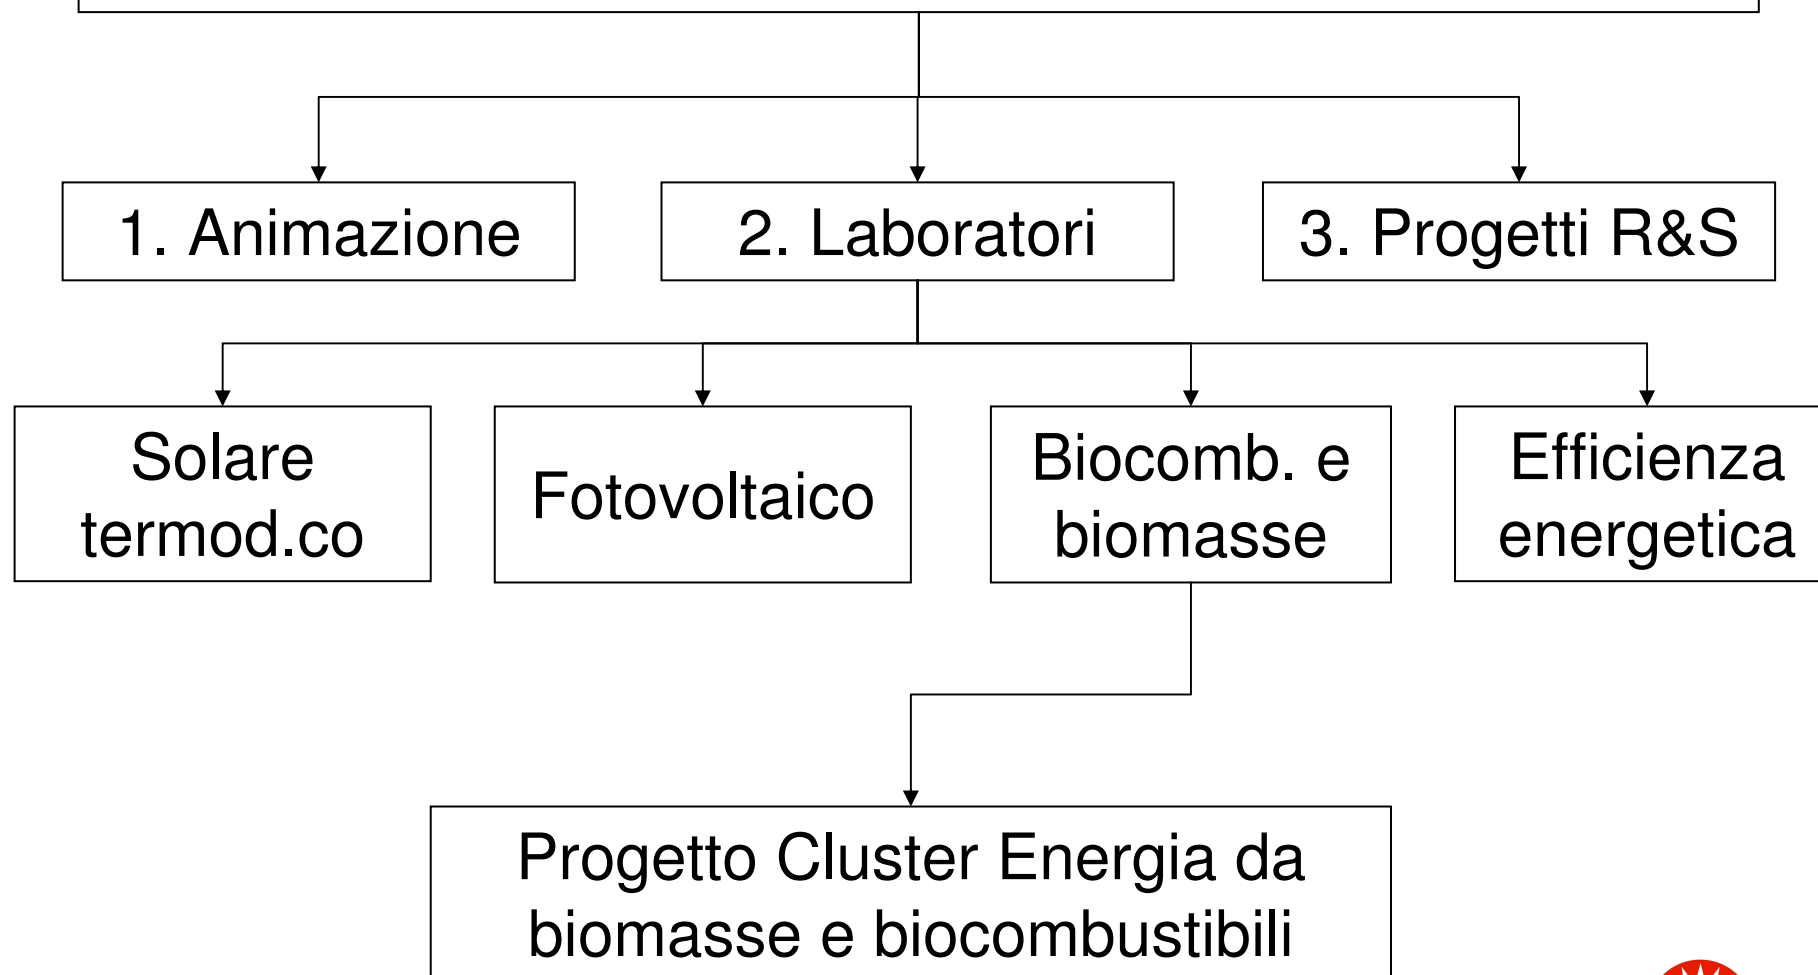 1. Animazione
2. Laboratori
3. Progetti R&S
Solare
termod.co
Fotovoltaico
Biocomb. e
biomasse
Efficienza
energetica
Progetto Cluster Energia da
biomasse e biocombustibili